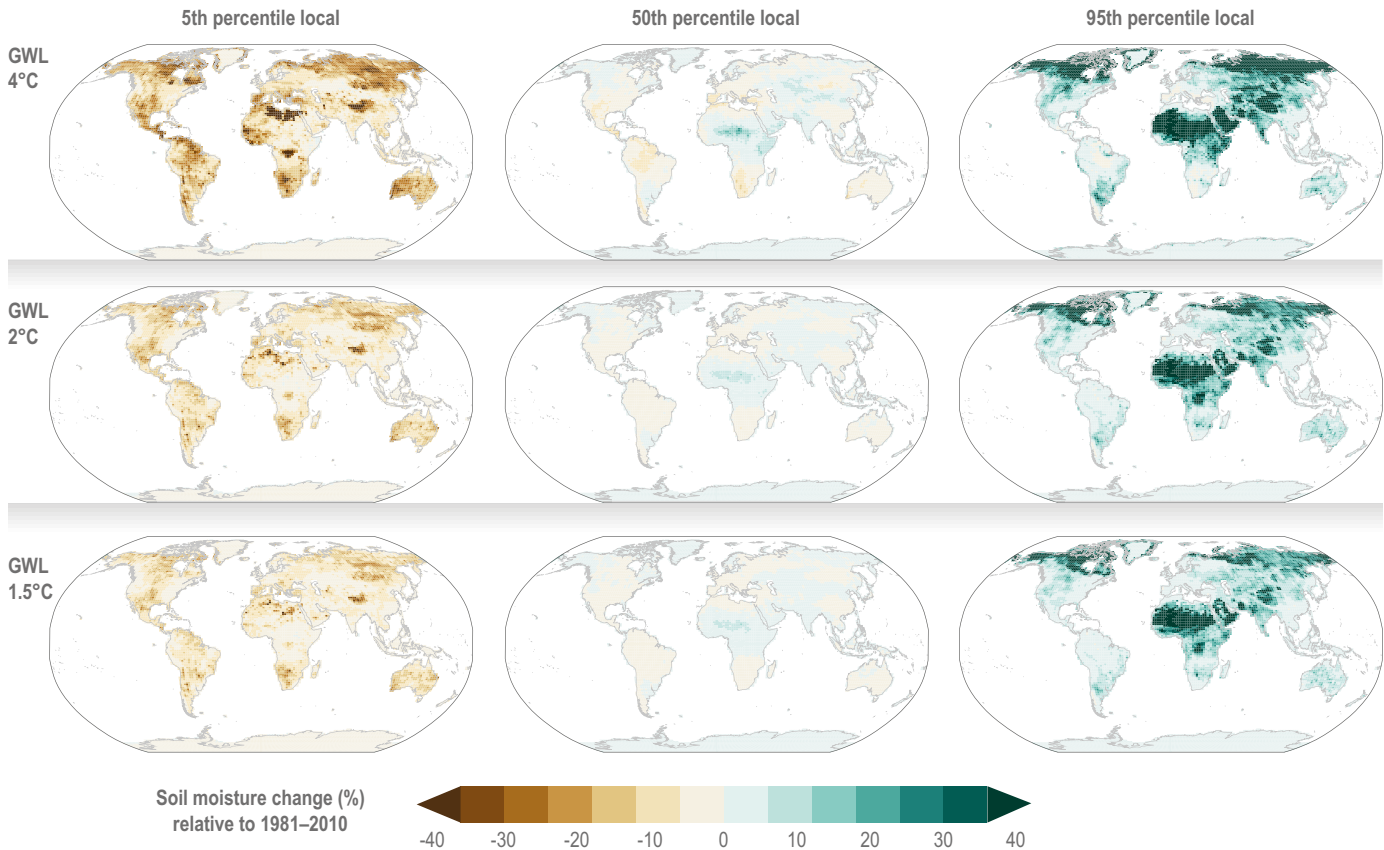 5th percentile local
50th percentile local
95th percentile local
GWL
4°C
GWL
2°C
GWL
1.5°C
Soil moisture change (%)
relative to 1981–2010
-40 -30 -20 -10 0 10 20 30 40